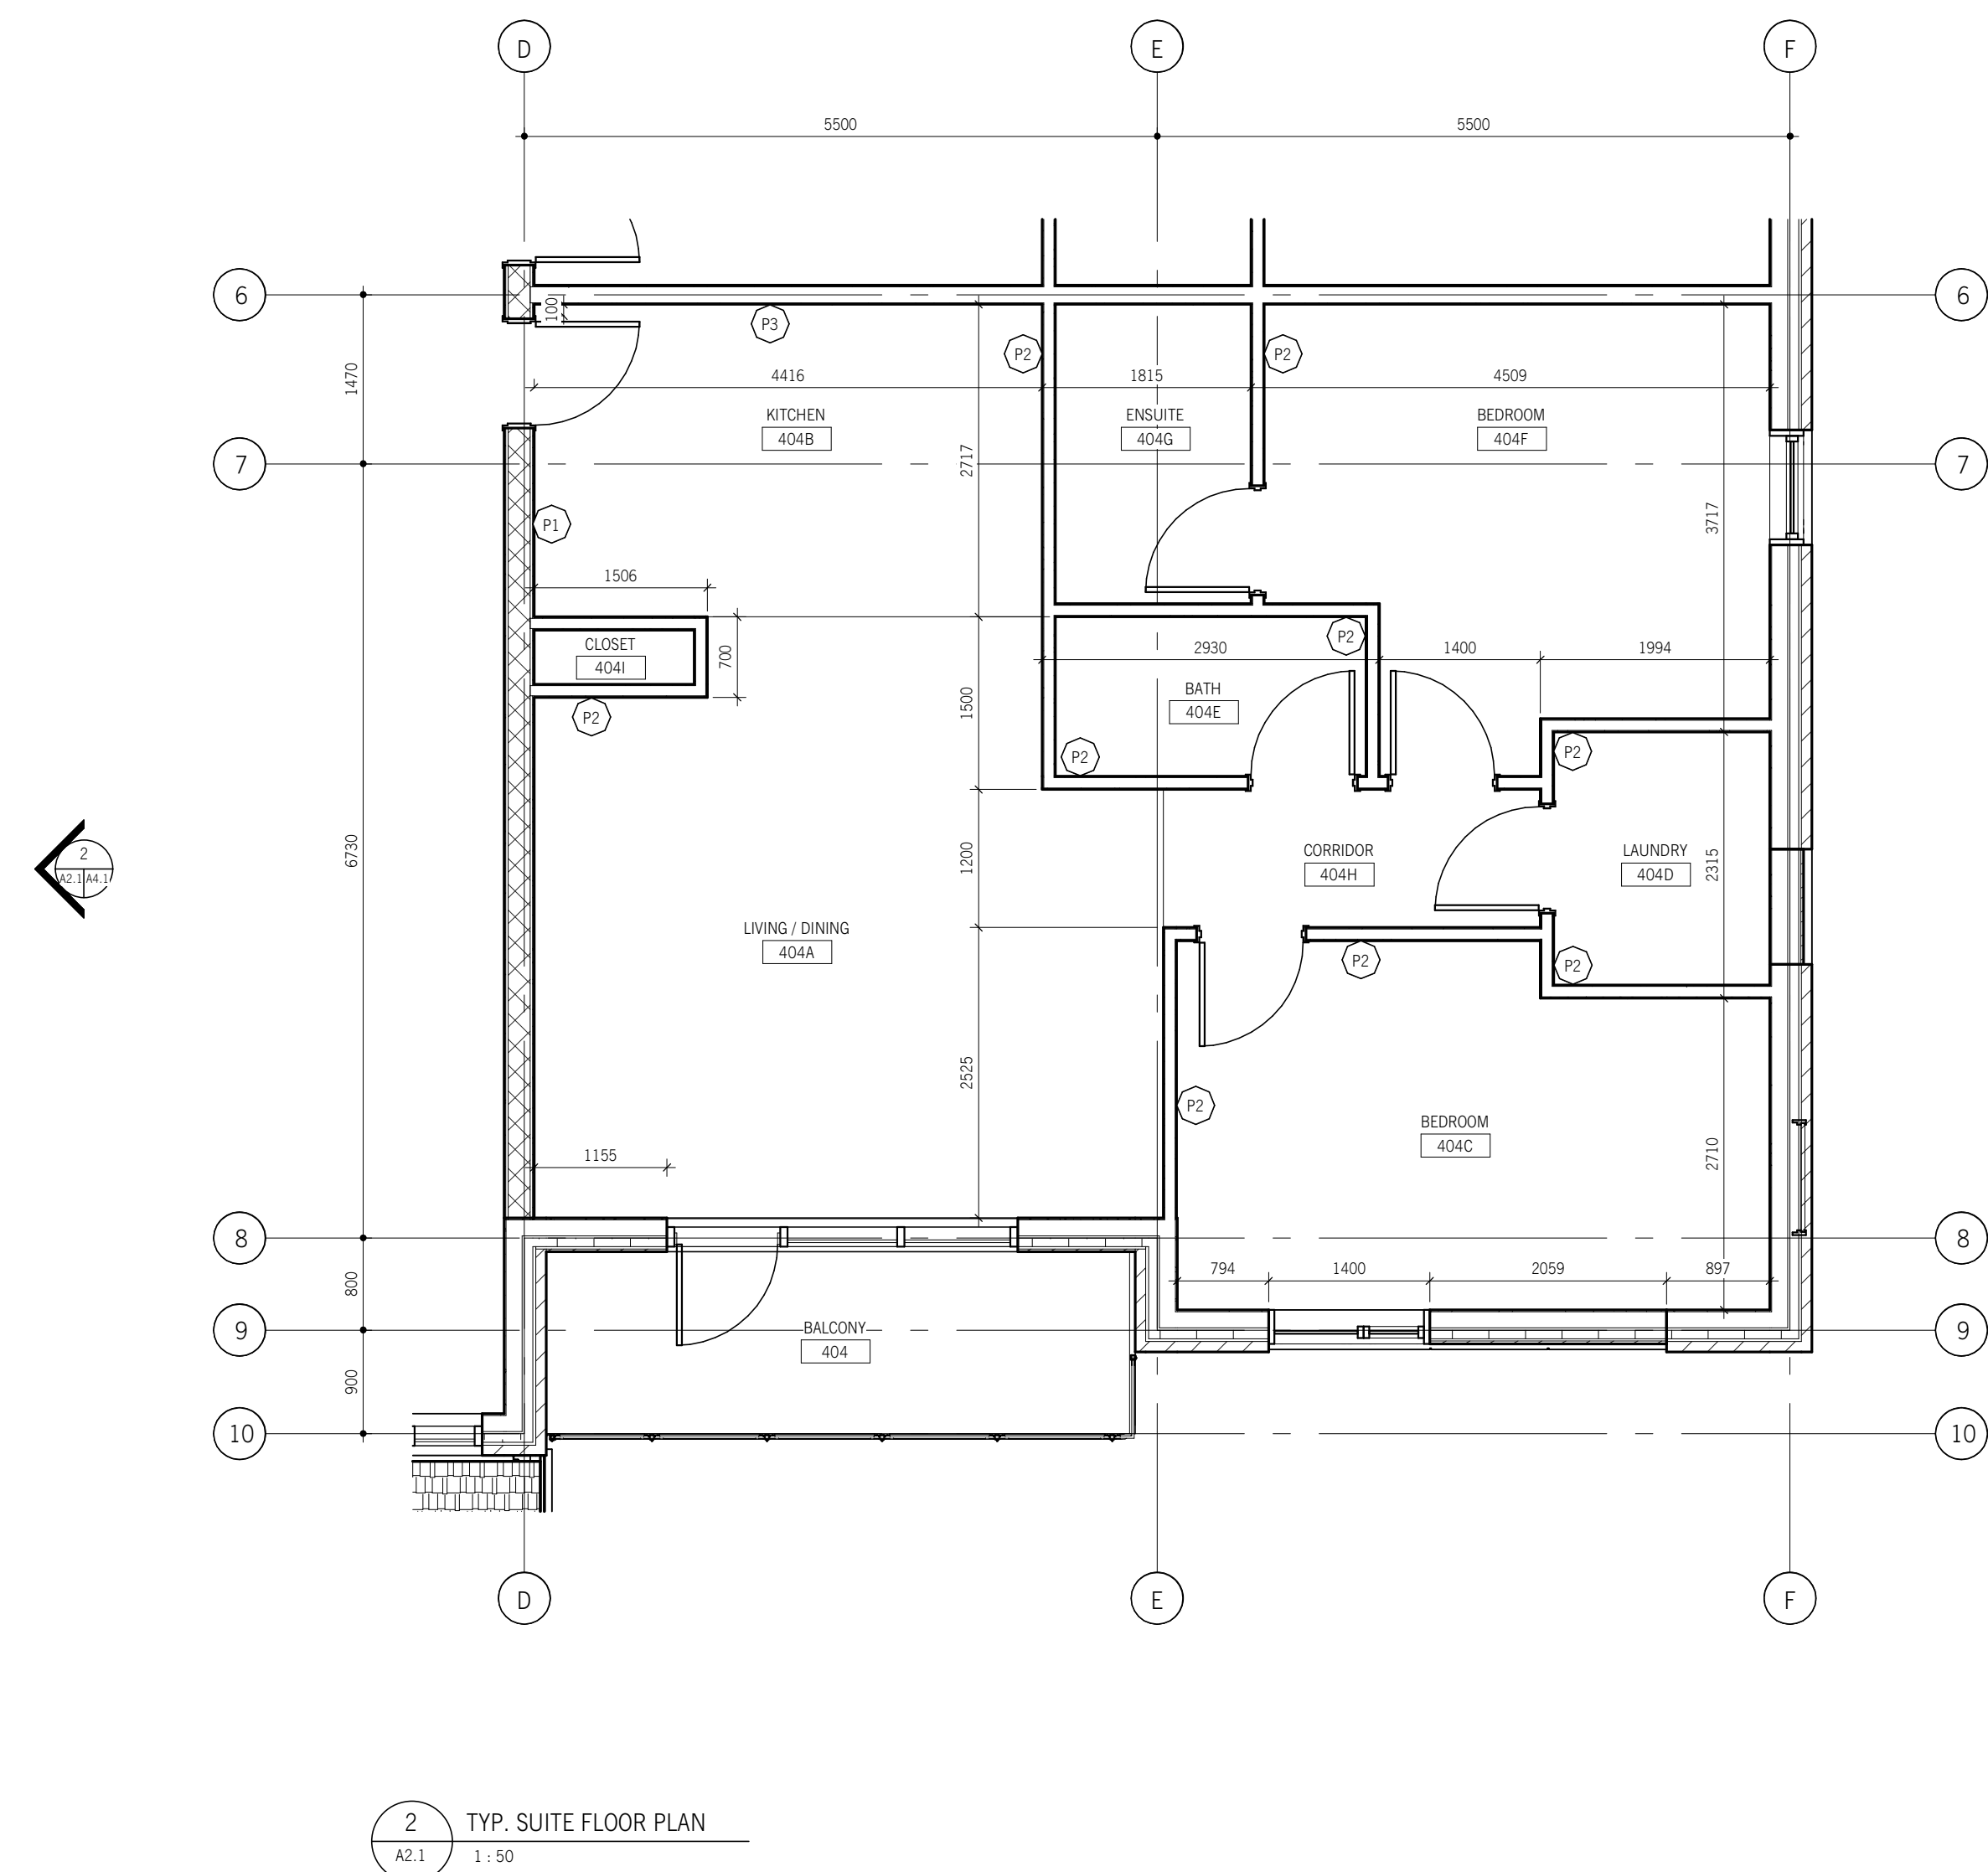 D
E
F
5500
5500
6
6
100
P3
P2
P2
1470
4416
1815
4509
KITCHEN
404B
ENSUITE
404G
BEDROOM
404F
7
2717
7
P1
3717
1506
CLOSET
404I
700
P2
2930
1400
1994
1500
BATH
404E
P2
P2
P2
6730
2
A2.1
A4.1
1200
CORRIDOR
404H
LAUNDRY
404D
2315
LIVING / DINING
404A
P2
P2
2525
P2
BEDROOM
404C
2710
1155
8
8
800
794
1400
2059
897
9
BALCONY
404
9
900
10
10
D
E
F
2
TYP. SUITE FLOOR PLAN
A2.1
1 : 50